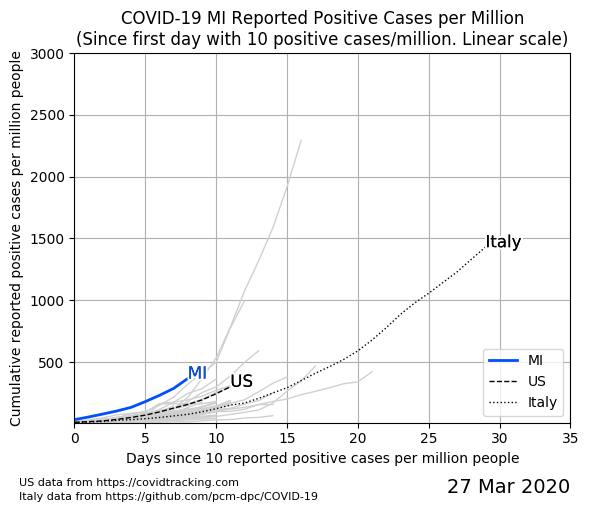 COVID-19 MI Reported Positive Cases per Million
(Since first day with 10 positive cases/million. Linear scale)
Cumulative reported positive cases per million people
3000
2500
2000
1500
1000
500
Italy
MI
US
MI
US
Italy
0 5 10 15 20 25 30 35
Days since 10 reported positive cases per million people
US data from https://covidtracking.com
Italy data from https://github.com/pcm-dpc/COVID-19
27 Mar 2020